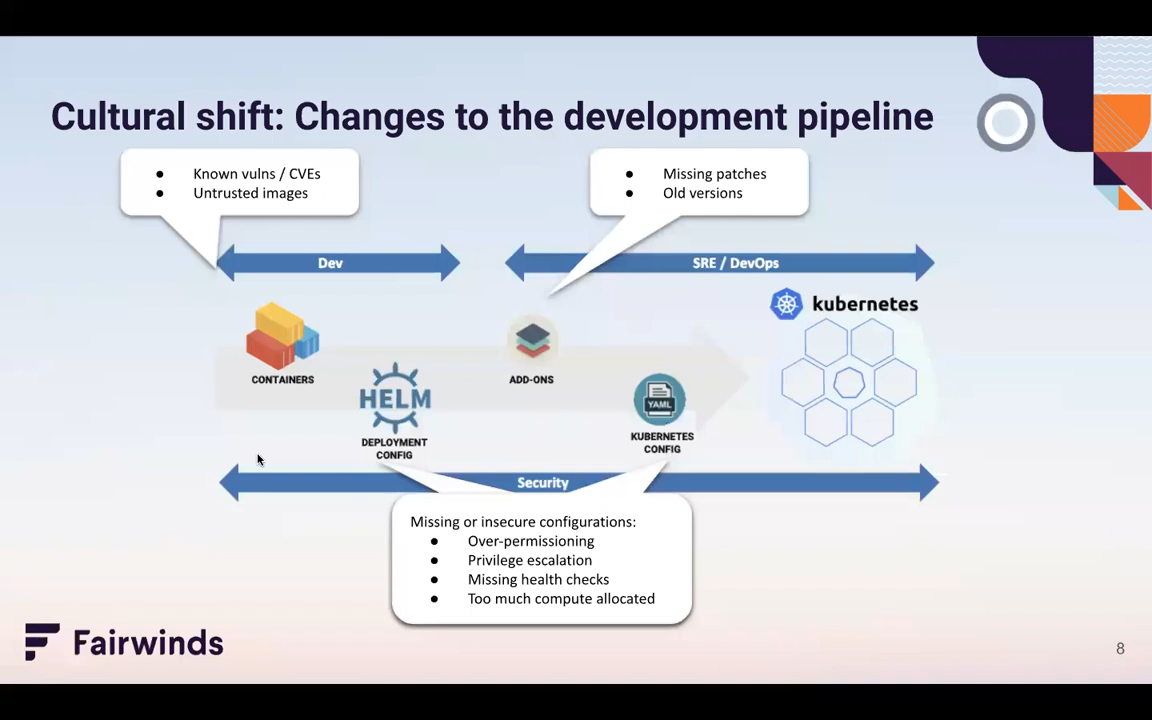 Cultural shift: Changes to the development pipeline
● Known vulns / CVEs
● Untrusted images
● Missing patches
● Old versions
Dev
SRE / DevOps
kubernetes
CONTAINERS
ADD-ONS
HELM
YAML
DEPLOYMENT
CONFIG
KUBERNETES
CONFIG
Security
Missing or insecure configurations:
● Over-permissioning
● Privilege escalation
● Missing health checks
● Too much compute allocated
Fairwinds
8